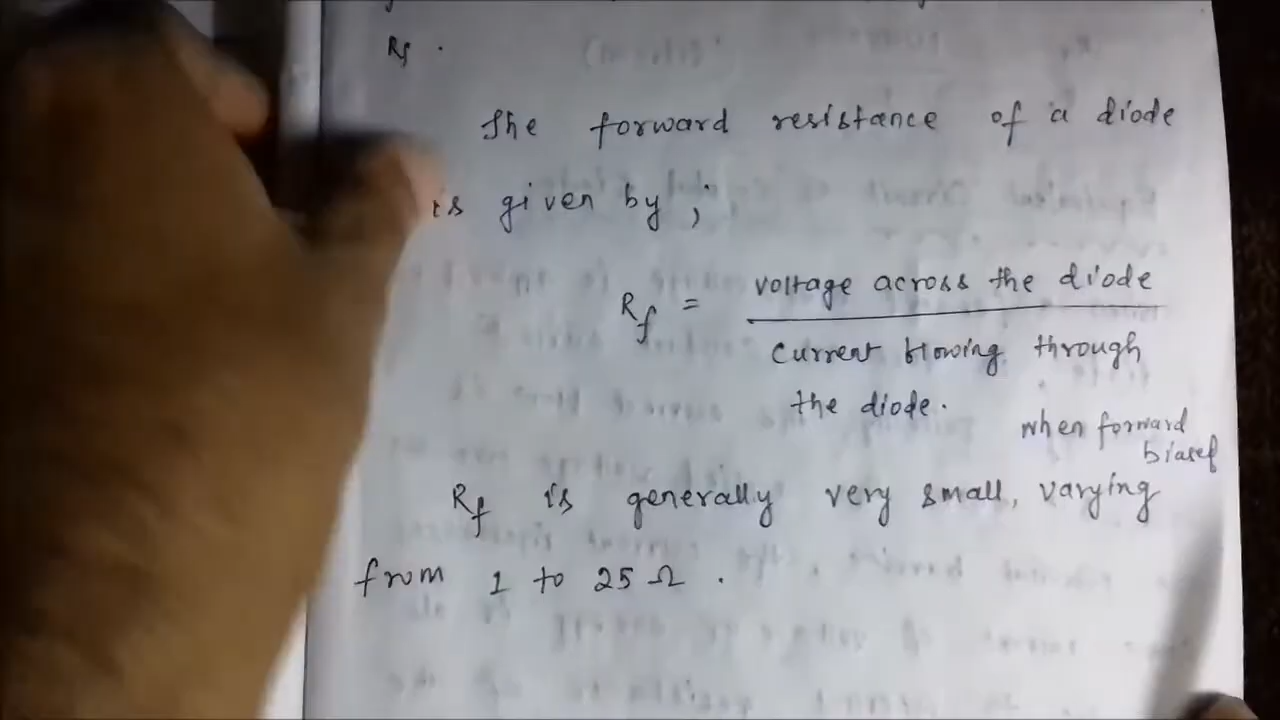 Rf .
The forward resistance of a diode
is given by ;
Rf = voltage across the diode
current flowing through
the diode.
when forward
biased
Rf is generally very small, varying
from 1 to 25 Ω .